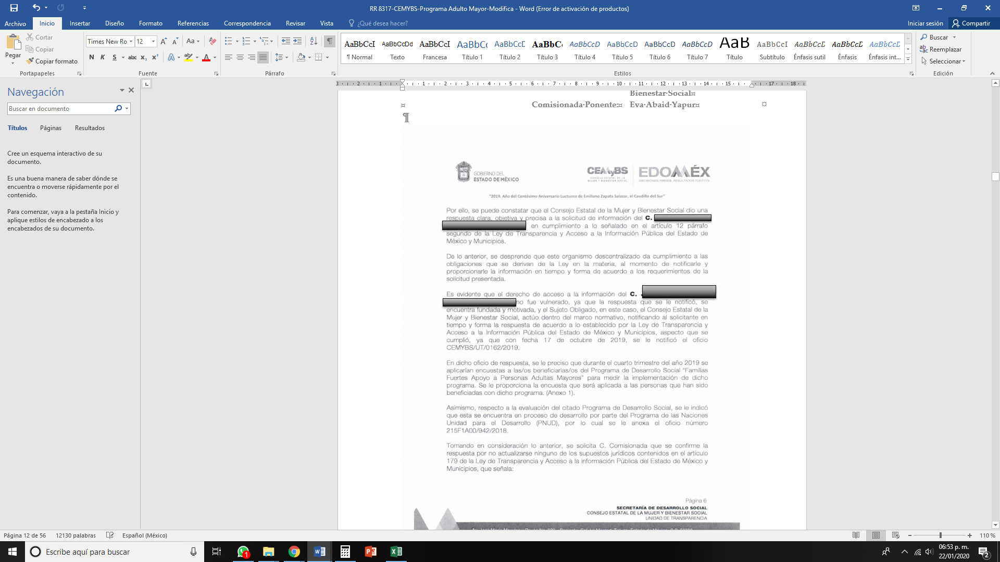 RR 8317-CEMYBS-Programa Adulto Mayor-Modifica - Word (Error de activación de productos)
Archivo Inicio Insertar Diseño Formato Referencias Correspondencia Revisar Vista ¿Qué desea hacer? Iniciar sesión Compartir
Pegar
Cortar
Copiar
Copiar formato
Portapapeles
Times New Ro 12
N K S abc x₂ x²
Fuente
Párrafo
AaBbCcI AaBbCcDd AaBbCcI AaBbCc AaBbCcE AaBbC AaBbCcD AaBbCcD AaBbCcD AaBbCcD AaB AaBbCcI AaBbCcD AaBbCcD AaBbCcD
¶ Normal Texto Francesa Título 1 Título 2 Título 3 Título 4 Título 5 Título 6 Título 7 Título Subtítulo Énfasis sutil Énfasis Énfasis int...
Estilos
Buscar
Reemplazar
Seleccionar
Edición
Navegación
Buscar en documento
Títulos Páginas Resultados
Cree un esquema interactivo de su
documento.
Es una buena manera de saber dónde se
encuentra o moverse rápidamente por el
contenido.
Para comenzar, vaya a la pestaña Inicio y
aplique estilos de encabezado a los
encabezados de su documento.
3 2 1 1 2 3 4 5 6 7 8 9 10 11 12 13 14 15 17 18
Bienestar·Social¤
¤ Comisionada·Ponente:¤ Eva·Abaid·Yapur¤ ¤
¶
GOBIERNO DEL
ESTADO DE MÉXICO
CEMyBS
CONSEJO ESTATAL DE LA
MUJER Y BIENESTAR SOCIAL
EDOMÉX
DECISIONES FIRMES, RESULTADOS FUERTES.
"2019. Año del Centésimo Aniversario Luctuoso de Emiliano Zapata Salazar, el Caudillo del Sur"
Por ello, se puede constatar que el Consejo Estatal de la Mujer y Bienestar Social dio una
respuesta clara, objetiva y precisa a la solicitud de información del C.
en cumplimiento a lo señalado en el artículo 12 párrafo
segundo de la Ley de Transparencia y Acceso a la Información Pública del Estado de
México y Municipios.
De lo anterior, se desprende que este organismo descentralizado da cumplimiento a las
obligaciones que se derivan de la Ley en la materia, al momento de notificarle y
proporcionarle la información en tiempo y forma de acuerdo a los requerimientos de la
solicitud presentada.
Es evidente que el derecho de acceso a la información del C.
no fue vulnerado, ya que la respuesta que se le notificó, se
encuentra fundada y motivada, y el Sujeto Obligado, en este caso, el Consejo Estatal de la
Mujer y Bienestar Social, actúo dentro del marco normativo, notificando al solicitante en
tiempo y forma la respuesta de acuerdo a lo establecido por la Ley de Transparencia y
Acceso a la Información Pública del Estado de México y Municipios, aspecto que se
cumplió, ya que con fecha 17 de octubre de 2019, se le notificó el oficio
CEMYBS/UT/0162/2019.
En dicho oficio de respuesta, se le preciso que durante el cuarto trimestre del año 2019 se
aplicarían encuestas a las/os beneficiarias/os del Programa de Desarrollo Social "Familias
Fuertes Apoyo a Personas Adultas Mayores" para medir la implementación de dicho
programa. Se le proporciona la encuesta que será aplicada a las personas que han sido
beneficiadas con dicho programa. (Anexo 1).
Asimismo, respecto a la evaluación del citado Programa de Desarrollo Social, se le indicó
que esta se encuentra en proceso de desarrollo por parte del Programa de las Naciones
Unidad para el Desarrollo (PNUD), por lo cual se le anexa el oficio número
215F1A00/942/2018.
Tomando en consideración lo anterior, se solicita C. Comisionada que se confirme la
respuesta por no actualizarse ninguno de los supuestos jurídicos contenidos en el artículo
179 de la Ley de Transparencia y Acceso a la información Pública del Estado de México y
Municipios, que señala:
Página 6
SECRETARÍA DE DESARROLLO SOCIAL
CONSEJO ESTATAL DE LA MUJER Y BIENESTAR SOCIAL
UNIDAD DE TRANSPARENCIA
Página 12 de 56 12130 palabras Español (México) 110 %
Escribe aquí para buscar
06:53 p. m.
22/01/2020